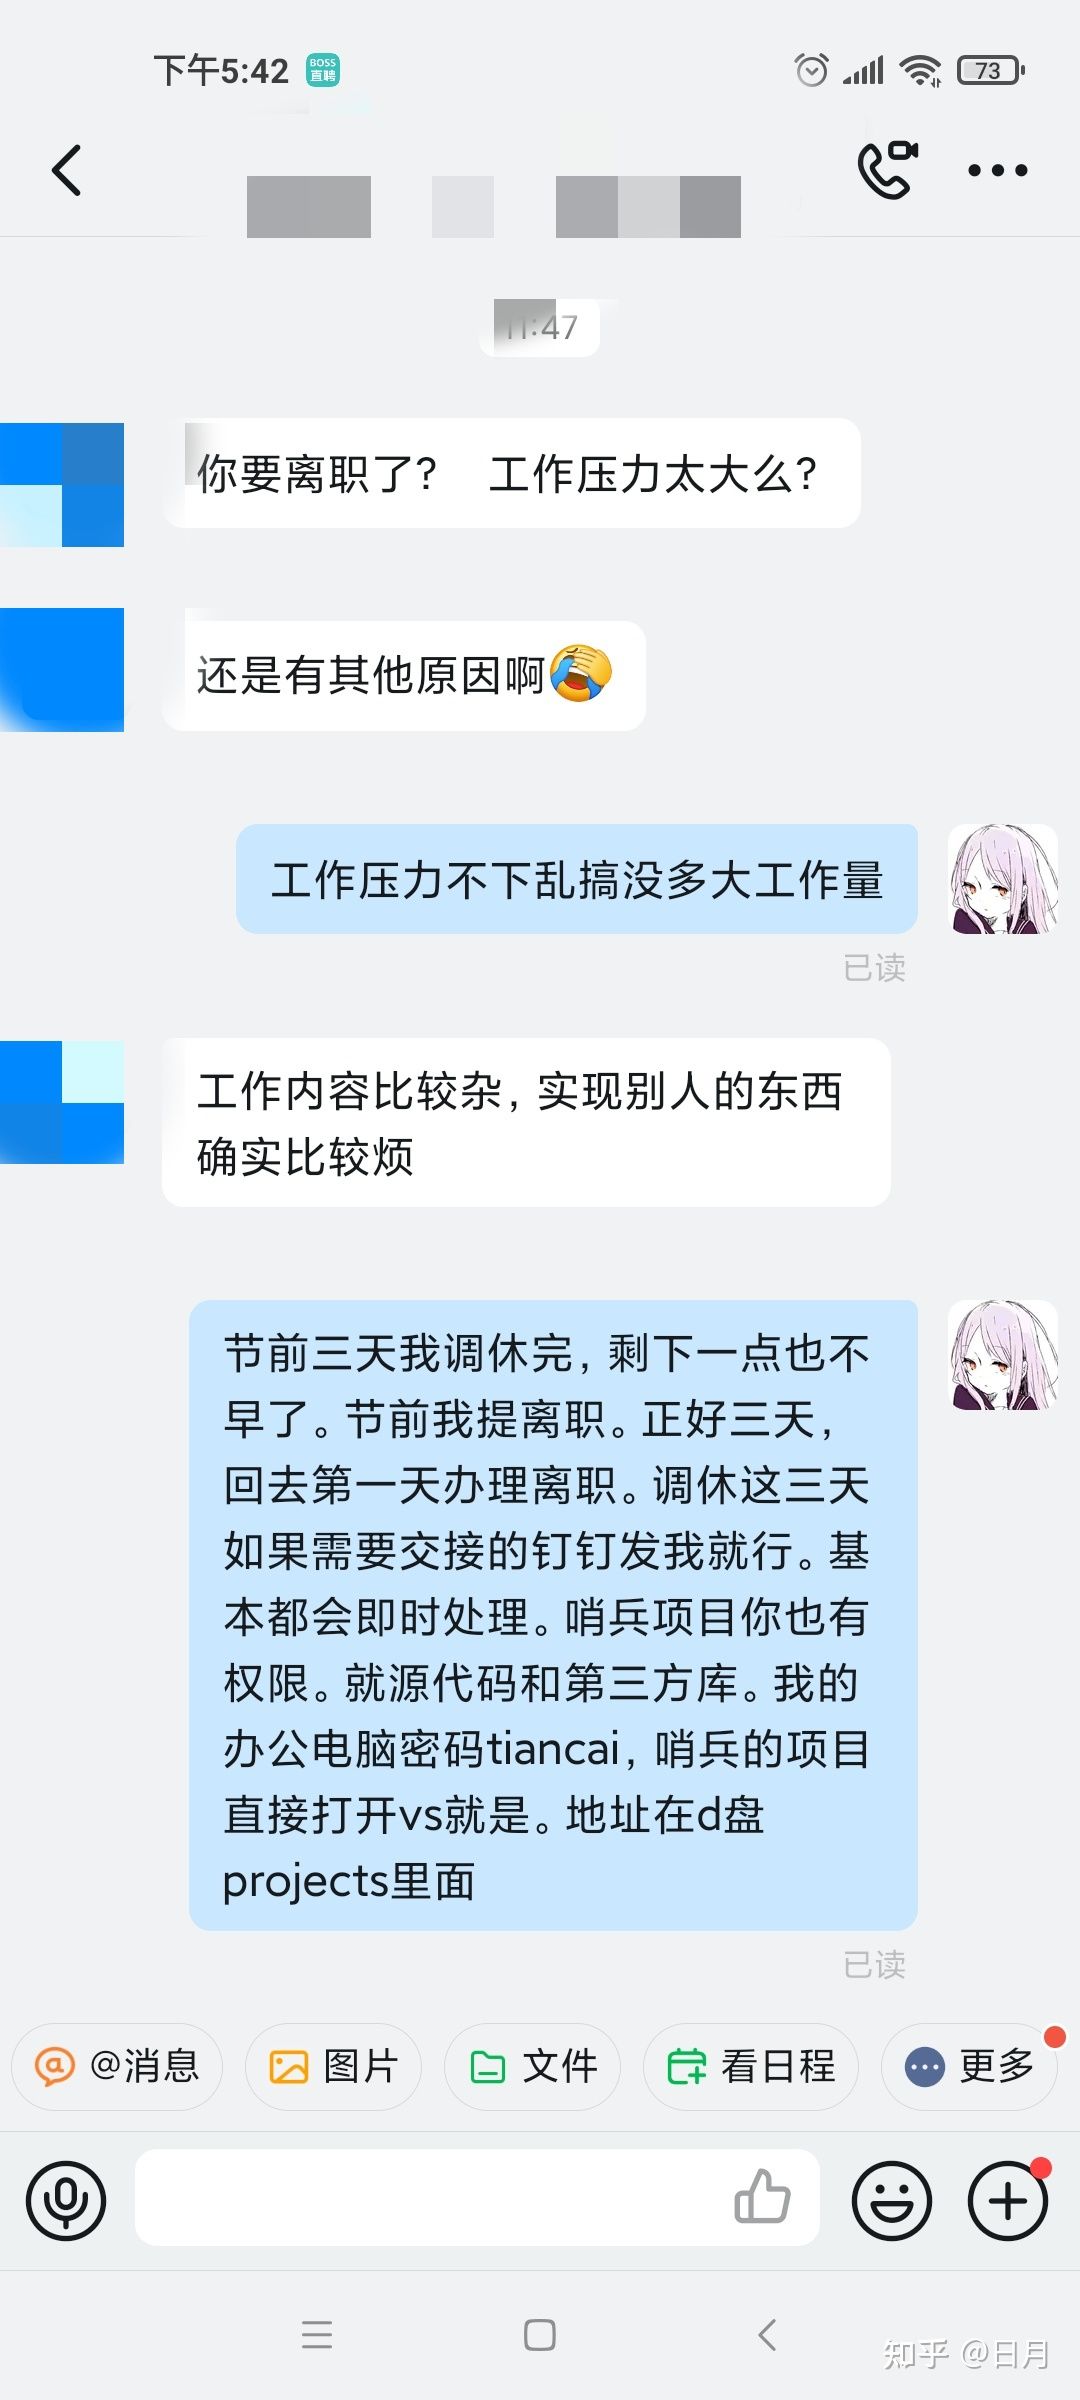 下午5:42
BOSS
直聘
73
11:47
你要离职了? 工作压力太大么?
还是有其他原因啊
工作压力不下乱搞没多大工作量
已读
工作内容比较杂，实现别人的东西
确实比较烦
节前三天我调休完，剩下一点也不
早了。节前我提离职。正好三天，
回去第一天办理离职。调休这三天
如果需要交接的钉钉发我就行。基
本都会即时处理。哨兵项目你也有
权限。就源代码和第三方库。我的
办公电脑密码tiancai，哨兵的项目
直接打开vs就是。地址在d盘
projects里面
已读
@消息
图片
文件
看日程
更多
知乎 @日月